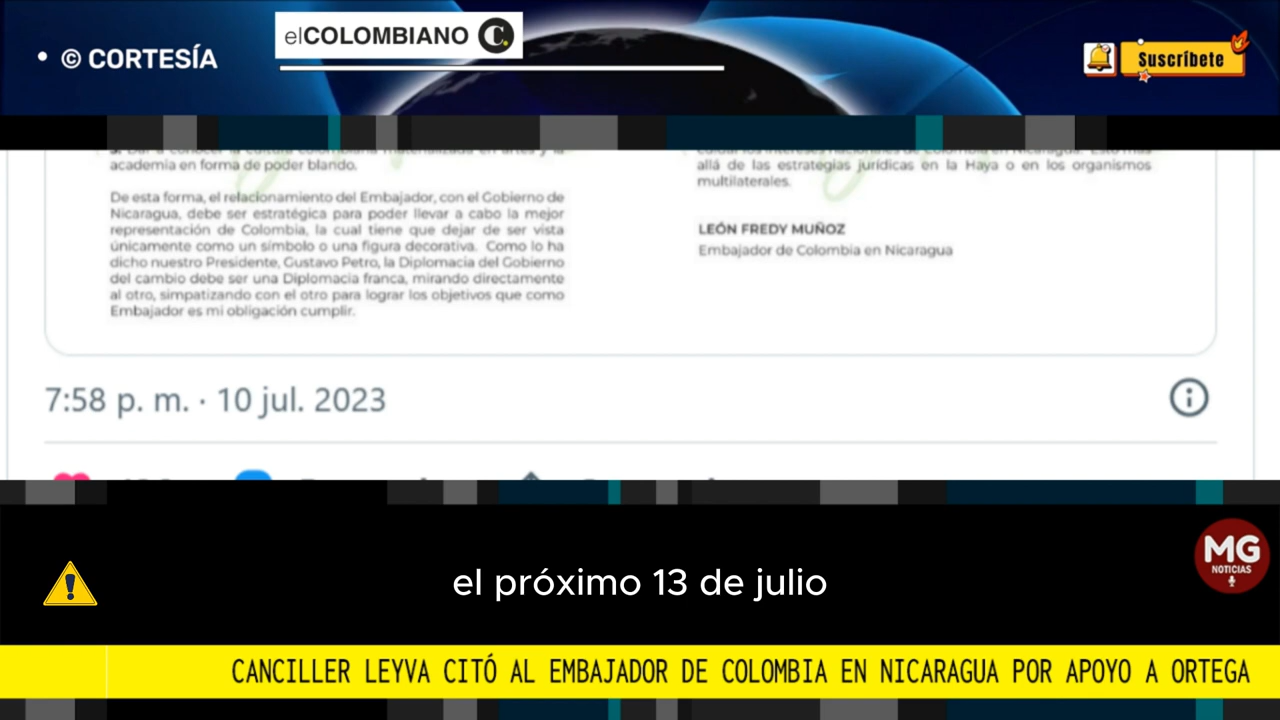 • © CORTESÍA
elCOLOMBIANO C
Suscríbete
academia en forma de poder blando.
De esta forma, el relacionamiento del Embajador, con el Gobierno de
Nicaragua, debe ser estratégica para poder llevar a cabo la mejor
representación de Colombia, la cual tiene que dejar de ser vista
únicamente como un símbolo o una figura decorativa. Como lo ha
dicho nuestro Presidente, Gustavo Petro, la Diplomacia del Gobierno
del cambio debe ser una Diplomacia franca, mirando directamente
al otro, simpatizando con el otro para lograr los objetivos que como
Embajador es mi obligación cumplir.
allá de las estrategias jurídicas en la Haya o en los organismos
multilaterales.
LEÓN FREDY MUÑOZ
Embajador de Colombia en Nicaragua
7:58 p. m. · 10 jul. 2023
el próximo 13 de julio
MG
NOTICIAS
CANCILLER LEYVA CITÓ AL EMBAJADOR DE COLOMBIA EN NICARAGUA POR APOYO A ORTEGA